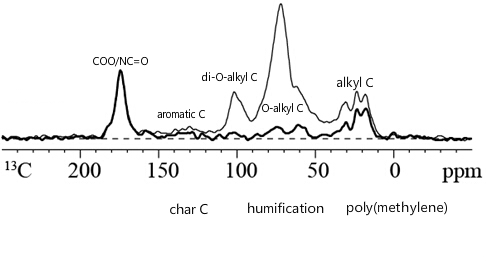 COO/NC=O
di-O-alkyl C
alkyl C
aromatic C
O-alkyl C
¹³C 200 150 100 50 0 ppm
char C humification poly(methylene)